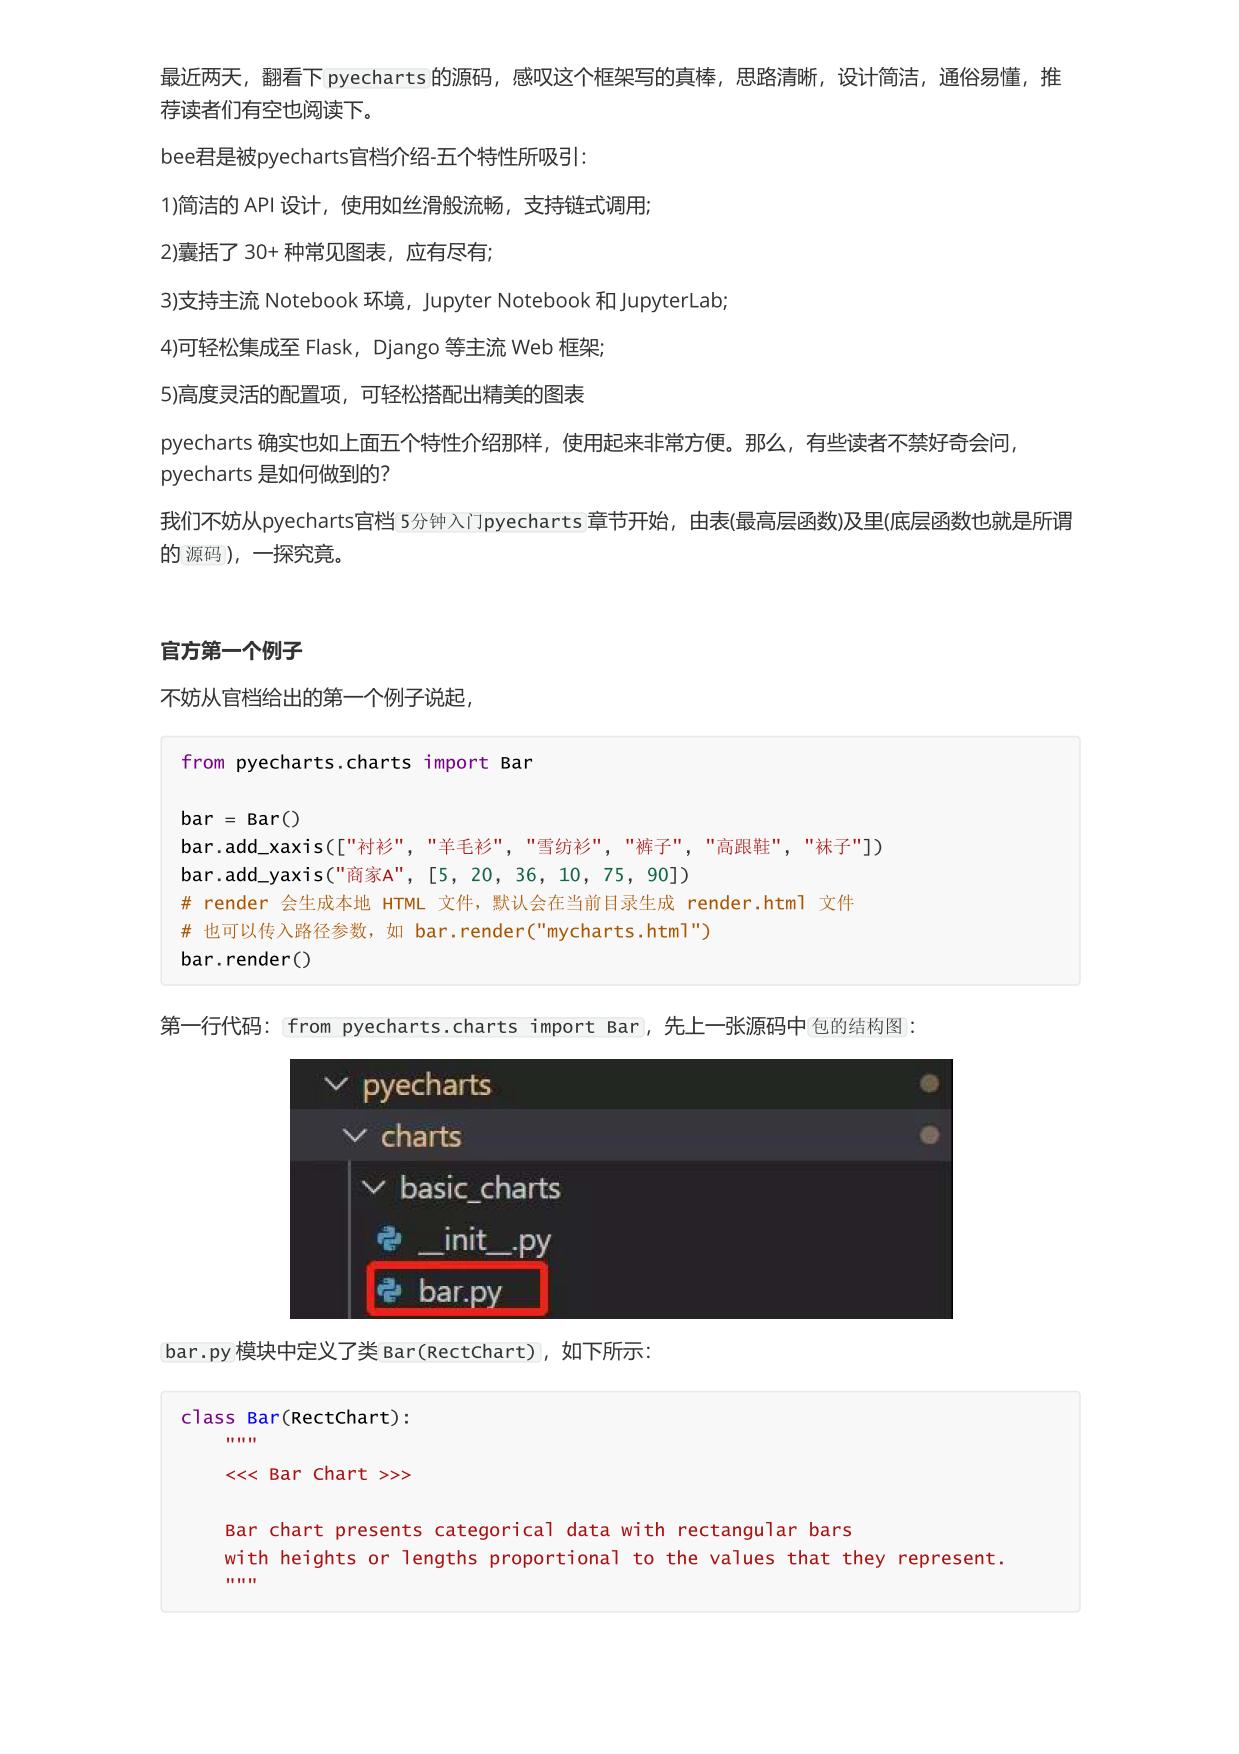 最近两天，翻看下pyecharts的源码，感叹这个框架写的真棒，思路清晰，设计简洁，通俗易懂，推
荐读者们有空也阅读下。
bee君是被pyecharts官档介绍-五个特性所吸引：
1)简洁的 API 设计，使用如丝滑般流畅，支持链式调用;
2)囊括了 30+ 种常见图表，应有尽有;
3)支持主流 Notebook 环境，Jupyter Notebook 和 JupyterLab;
4)可轻松集成至 Flask，Django 等主流 Web 框架;
5)高度灵活的配置项，可轻松搭配出精美的图表
pyecharts 确实也如上面五个特性介绍那样，使用起来非常方便。那么，有些读者不禁好奇会问，
pyecharts 是如何做到的？
我们不妨从pyecharts官档5分钟入门pyecharts章节开始，由表(最高层函数)及里(底层函数也就是所谓
的源码)，一探究竟。
官方第一个例子
不妨从官档给出的第一个例子说起，
from pyecharts.charts import Bar
bar = Bar()
bar.add_xaxis(["衬衫", "羊毛衫", "雪纺衫", "裤子", "高跟鞋", "袜子"])
bar.add_yaxis("商家A", [5, 20, 36, 10, 75, 90])
# render 会生成本地 HTML 文件，默认会在当前目录生成 render.html 文件
# 也可以传入路径参数，如 bar.render("mycharts.html")
bar.render()
第一行代码：from pyecharts.charts import Bar，先上一张源码中包的结构图：
pyecharts
charts
basic_charts
__init__.py
bar.py
bar.py模块中定义了类Bar(RectChart)，如下所示：
class Bar(RectChart):
"""
<<< Bar Chart >>>
Bar chart presents categorical data with rectangular bars
with heights or lengths proportional to the values that they represent.
"""